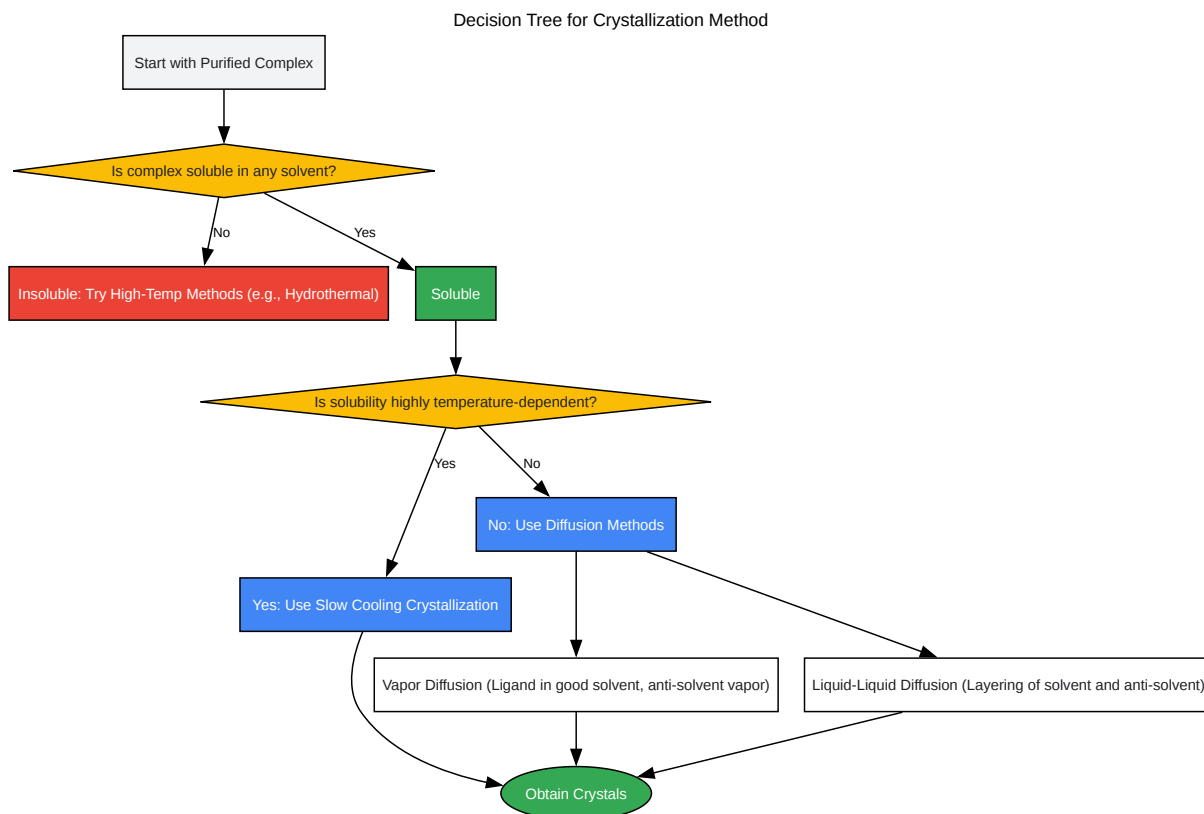 Decision Tree for Crystallization Method
Start with Purified Complex
Is complex soluble in any solvent?
No
Yes
Insoluble: Try High-Temp Methods (e.g., Hydrothermal)
Soluble
Is solubility highly temperature-dependent?
Yes
No
No: Use Diffusion Methods
Yes: Use Slow Cooling Crystallization
Vapor Diffusion (Ligand in good solvent, anti-solvent vapor)
Liquid-Liquid Diffusion (Layering of solvent and anti-solvent)
Obtain Crystals